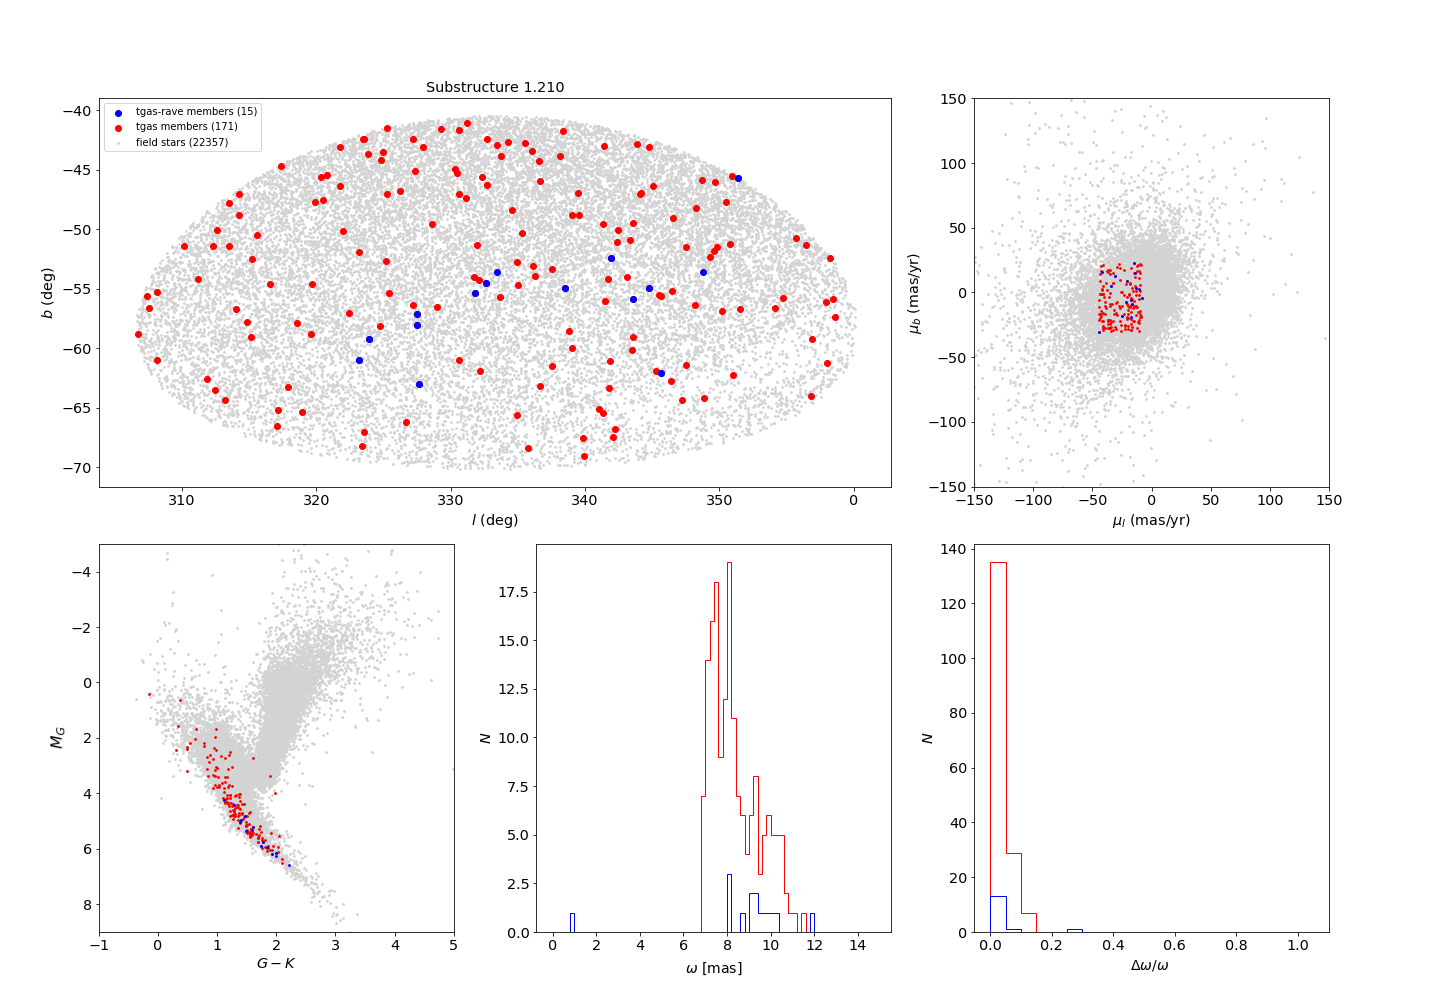 Substructure 1.210
tgas-rave members (15)
tgas members (171)
field stars (22357)
−40
−45
−50
−55
−60
−65
−70
b (deg)
310 320 330 340 350 0
l (deg)
150
100
50
0
−50
−100
−150
μ_b (mas/yr)
−150 −100 −50 0 50 100 150
μ_l (mas/yr)
−4
−2
0
2
4
6
8
M_G
−1 0 1 2 3 4 5
G − K
17.5
15.0
12.5
10.0
7.5
5.0
2.5
0.0
N
0 2 4 6 8 10 12 14
ω [mas]
140
120
100
80
60
40
20
0
N
0.0 0.2 0.4 0.6 0.8 1.0
Δω/ω